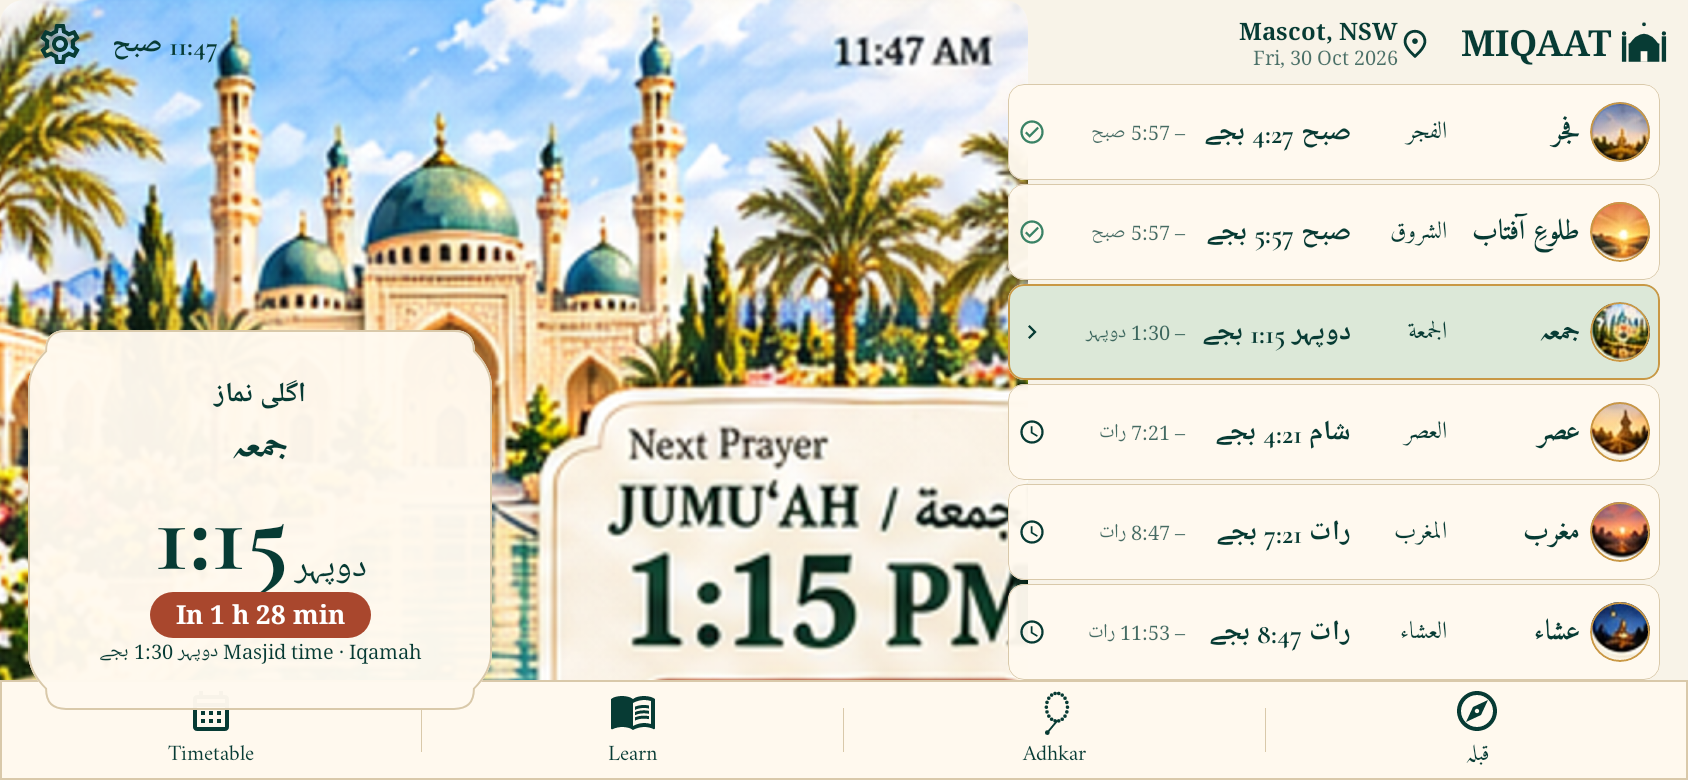 11:47 صبح
11:47 AM
Mascot, NSW
Fri, 30 Oct 2026
MIQAAT
فجر الفجر صبح 4:27 بجے – 5:57 صبح
طلوعِ آفتاب الشروق صبح 5:57 بجے – 5:57 صبح
جمعہ الجمعة دوپہر 1:15 بجے – 1:30 دوپہر
عصر العصر شام 4:21 بجے – 7:21 رات
مغرب المغرب رات 7:21 بجے – 8:47 رات
عشاء العشاء رات 8:47 بجے – 11:53 رات
اگلی نماز
جمعہ
1:15 دوپہر
In 1 h 28 min
Masjid time · Iqamah دوپہر 1:30 بجے
Next Prayer
JUMUʻAH / جمعة
1:15 PM
Timetable
Learn
Adhkar
قبلہ